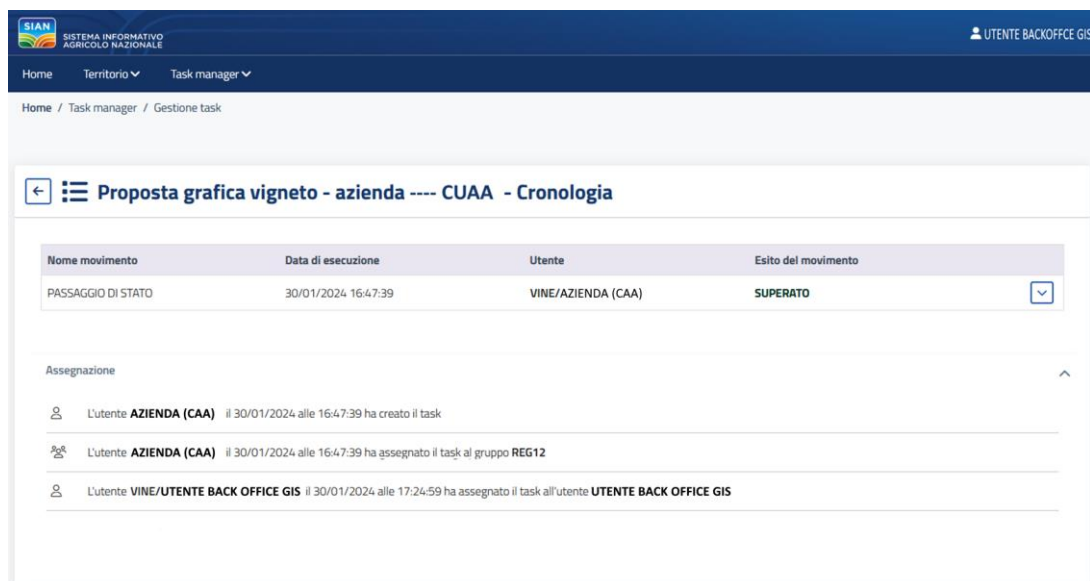 SIAN
SISTEMA INFORMATIVO
AGRICOLO NAZIONALE
UTENTE BACKOFFCE GIS
Home Territorio Task manager
Home / Task manager / Gestione task
Proposta grafica vigneto - azienda ---- CUAA - Cronologia
Nome movimento Data di esecuzione Utente Esito del movimento
PASSAGGIO DI STATO 30/01/2024 16:47:39 VINE/AZIENDA (CAA) SUPERATO
Assegnazione
L'utente AZIENDA (CAA) il 30/01/2024 alle 16:47:39 ha creato il task
L'utente AZIENDA (CAA) il 30/01/2024 alle 16:47:39 ha assegnato il task al gruppo REG12
L'utente VINE/UTENTE BACK OFFICE GIS il 30/01/2024 alle 17:24:59 ha assegnato il task all'utente UTENTE BACK OFFICE GIS